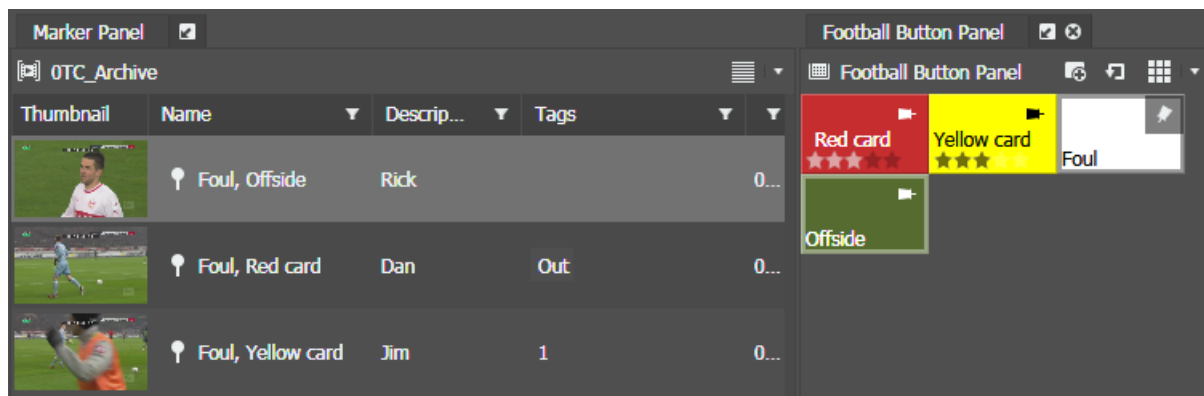 Marker Panel
Football Button Panel
0TC_Archive
Football Button Panel
Thumbnail Name Descrip... Tags
Foul, Offside Rick 0...
Foul, Red card Dan Out 0...
Foul, Yellow card Jim 1 0...
Red card
Yellow card
Foul
Offside